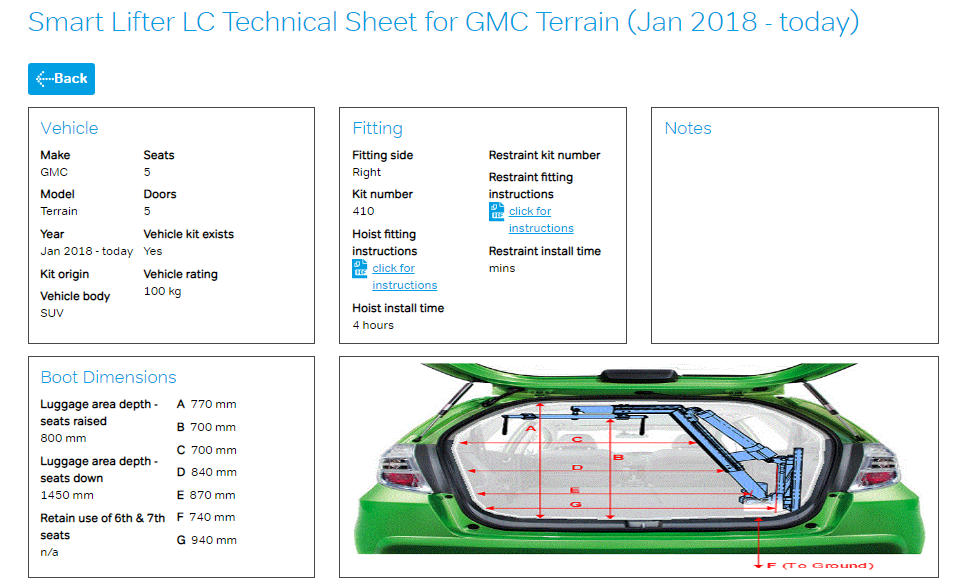 Smart Lifter LC Technical Sheet for GMC Terrain (Jan 2018 - today)
Back
Vehicle
Make
GMC
Model
Terrain
Year
Jan 2018 - today
Kit origin
Vehicle body
SUV
Seats
5
Doors
5
Vehicle kit exists
Yes
Vehicle rating
100 kg
Fitting
Fitting side
Right
Kit number
410
Hoist fitting
instructions
click for
instructions
Hoist install time
4 hours
Restraint kit number
Restraint fitting
instructions
click for
instructions
Restraint install time
mins
Notes
Boot Dimensions
Luggage area depth -
seats raised
800 mm
Luggage area depth -
seats down
1450 mm
Retain use of 6th & 7th
seats
n/a
A 770 mm
B 700 mm
C 700 mm
D 840 mm
E 870 mm
F 740 mm
G 940 mm
A
C
B
D
E
G
F (To Ground)